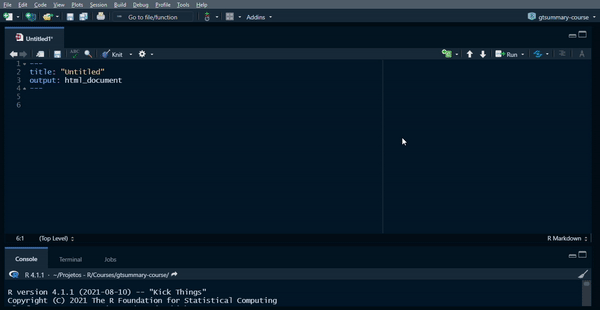 File Edit Code View Plots Session Build Debug Profile Tools Help
Go to file/function Addins gtsummary-course
Untitled1*
ABC Knit Run
1 ---
2 title: "Untitled"
3 output: html_document
4 ---
5
6
6:1 (Top Level) R Markdown
Console Terminal Jobs
R 4.1.1 · ~/Projetos - R/Courses/gtsummary-course/
R version 4.1.1 (2021-08-10) -- "Kick Things"
Copyright (C) 2021 The R Foundation for Statistical Computing